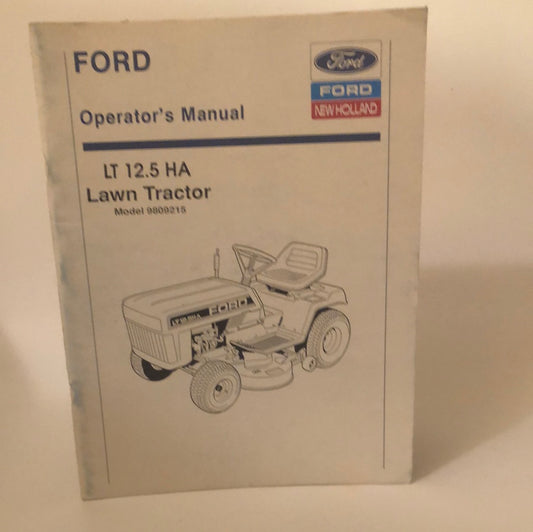 FORD
Ford
FORD
NEW HOLLAND
Operator's Manual
LT 12.5 HA
Lawn Tractor
Model 9809215
FORD